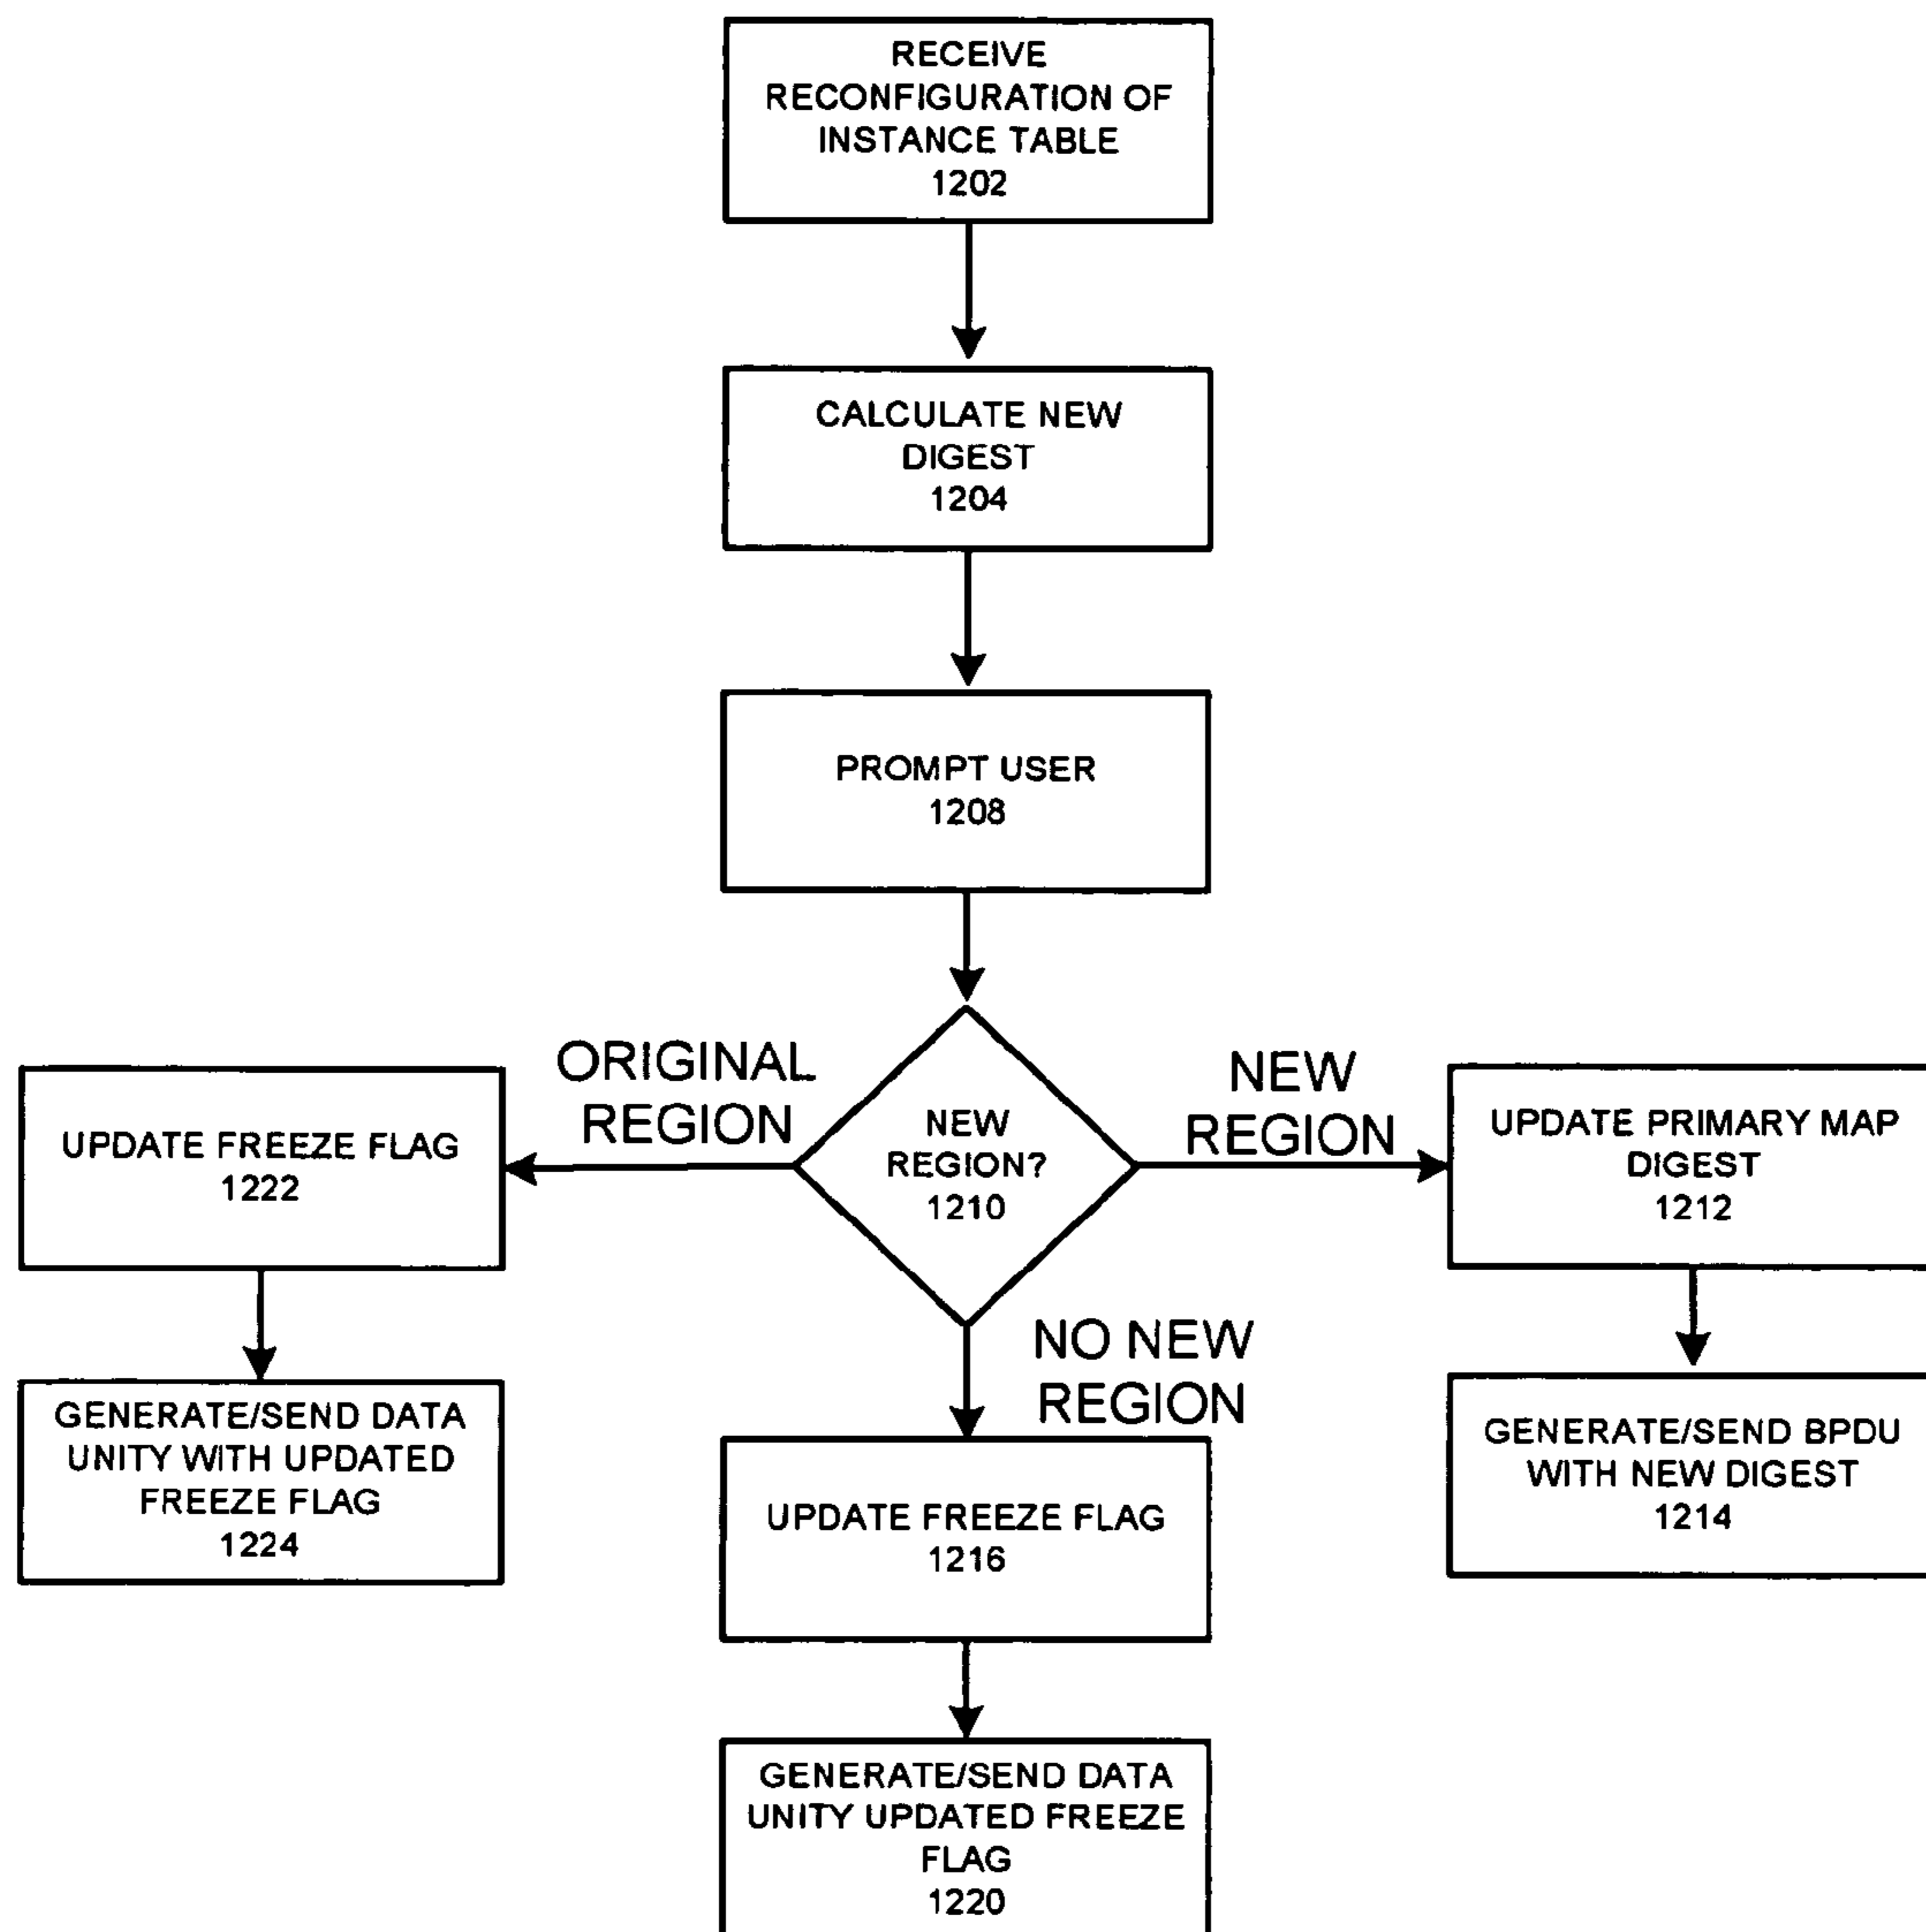 RECEIVE
RECONFIGURATION OF
INSTANCE TABLE
1202
CALCULATE NEW
DIGEST
1204
PROMPT USER
1208
NEW
REGION?
1210
ORIGINAL
REGION
UPDATE FREEZE FLAG
1222
GENERATE/SEND DATA
UNITY WITH UPDATED
FREEZE FLAG
1224
NO NEW
REGION
UPDATE FREEZE FLAG
1216
GENERATE/SEND DATA
UNITY UPDATED FREEZE
FLAG
1220
NEW
REGION
UPDATE PRIMARY MAP
DIGEST
1212
GENERATE/SEND BPDU
WITH NEW DIGEST
1214